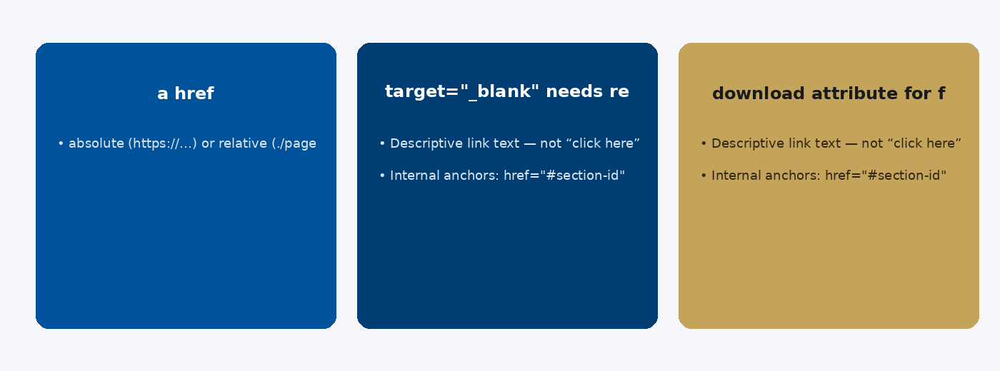 a href
• absolute (https://…) or relative (./page
target="_blank" needs re
• Descriptive link text — not “click here”
• Internal anchors: href="#section-id"
download attribute for f
• Descriptive link text — not “click here”
• Internal anchors: href="#section-id"